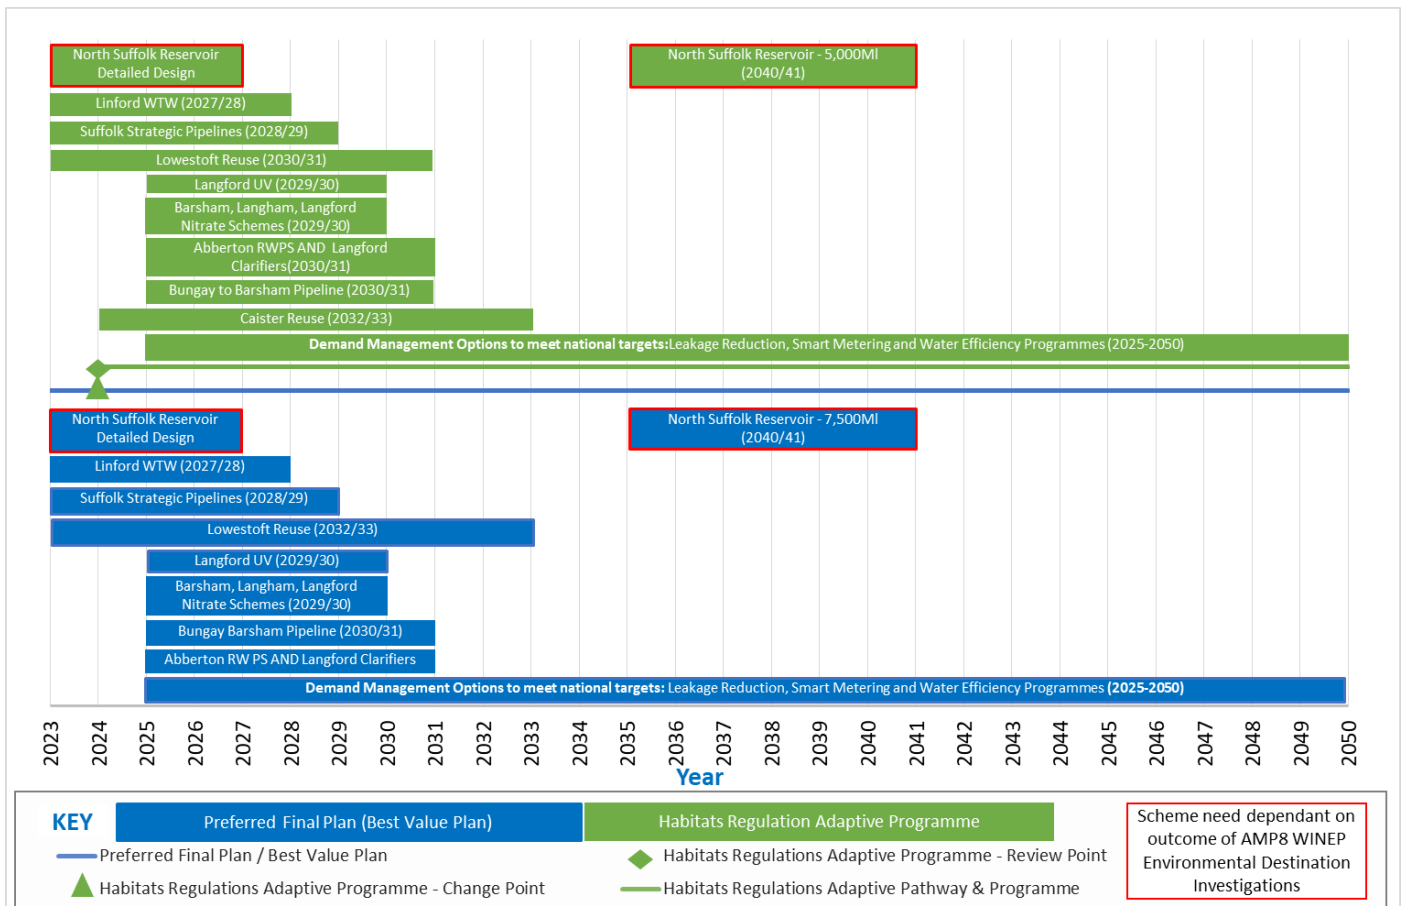 North Suffolk Reservoir
Detailed Design
North Suffolk Reservoir - 5,000Ml
(2040/41)
Linford WTW (2027/28)
Suffolk Strategic Pipelines (2028/29)
Lowestoft Reuse (2030/31)
Langford UV (2029/30)
Barsham, Langham, Langford
Nitrate Schemes (2029/30)
Abberton RWPS AND Langford
Clarifiers(2030/31)
Bungay to Barsham Pipeline (2030/31)
Caister Reuse (2032/33)
Demand Management Options to meet national targets:Leakage Reduction, Smart Metering and Water Efficiency Programmes (2025-2050)
North Suffolk Reservoir
Detailed Design
North Suffolk Reservoir - 7,500Ml
(2040/41)
Linford WTW (2027/28)
Suffolk Strategic Pipelines (2028/29)
Lowestoft Reuse (2032/33)
Langford UV (2029/30)
Barsham, Langham, Langford
Nitrate Schemes (2029/30)
Bungay Barsham Pipeline (2030/31)
Abberton RW PS AND Langford Clarifiers
Demand Management Options to meet national targets: Leakage Reduction, Smart Metering and Water Efficiency Programmes (2025-2050)
2023 2024 2025 2026 2027 2028 2029 2030 2031 2032 2033 2034 2035 2036 2037 2038 2039 2040 2041 2042 2043 2044 2045 2046 2047 2048 2049 2050
Year
KEY
Preferred Final Plan (Best Value Plan)
Habitats Regulation Adaptive Programme
Preferred Final Plan / Best Value Plan
Habitats Regulations Adaptive Programme - Review Point
Habitats Regulations Adaptive Programme - Change Point
Habitats Regulations Adaptive Pathway & Programme
Scheme need dependant on
outcome of AMP8 WINEP
Environmental Destination
Investigations